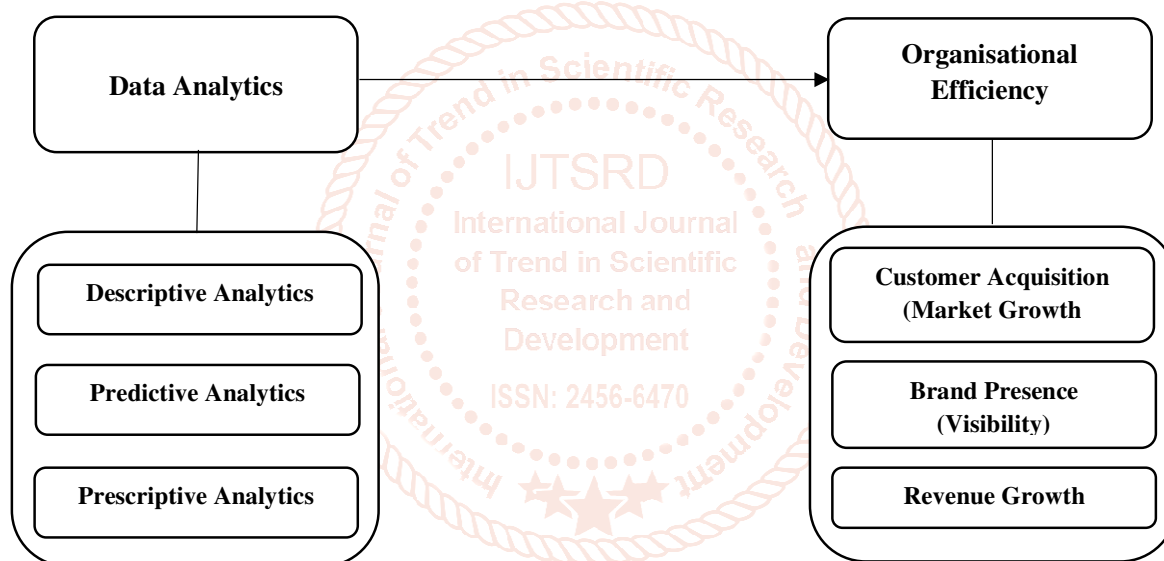 Data Analytics
Organisational
Efficiency
Descriptive Analytics
Predictive Analytics
Prescriptive Analytics
Customer Acquisition
(Market Growth
Brand Presence
(Visibility)
Revenue Growth
International Journal of Trend in Scientific Research and Development
IJTSRD
International Journal
of Trend in Scientific
Research and
Development
ISSN: 2456-6470